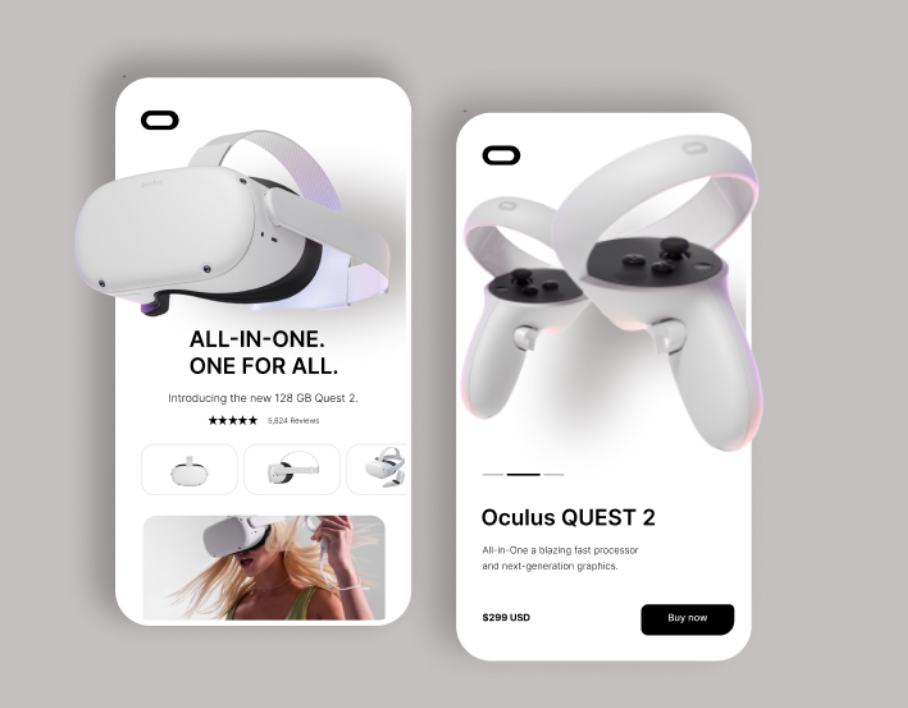 ALL-IN-ONE.
ONE FOR ALL.
Introducing the new 128 GB Quest 2.
★★★★★ 5,824 Reviews
Oculus QUEST 2
All-in-One a blazing fast processor
and next-generation graphics.
$299 USD
Buy now